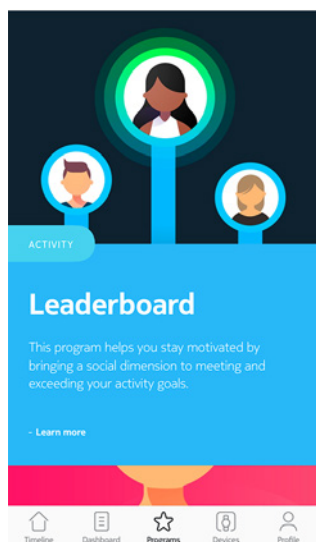 ACTIVITY
Leaderboard
This program helps you stay motivated by
bringing a social dimension to meeting and
exceeding your activity goals.
- Learn more
Timeline Dashboard Programs Devices Profile